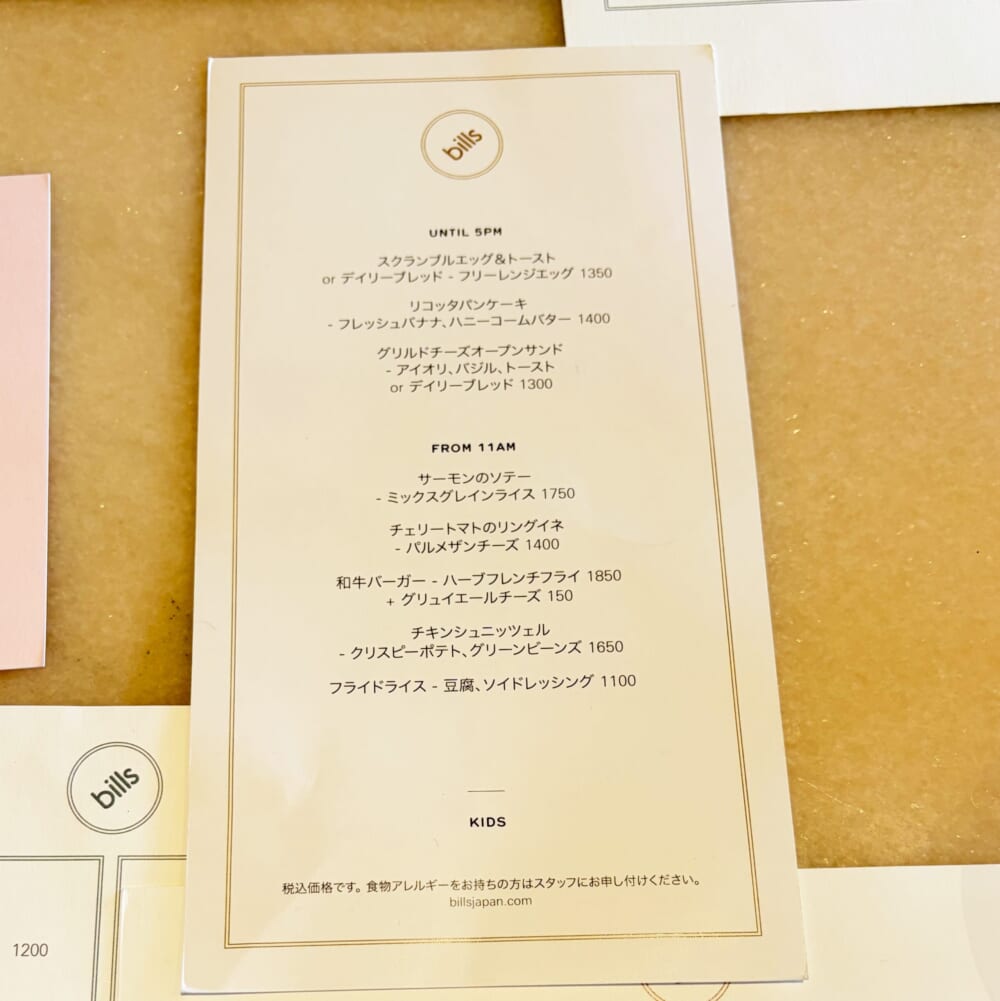 bills
UNTIL 5PM
スクランブルエッグ＆トースト
or デイリーブレッド - フリーレンジエッグ 1350
リコッタパンケーキ
- フレッシュバナナ、ハニーコームバター 1400
グリルドチーズオープンサンド
- アイオリ、バジル、トースト
or デイリーブレッド 1300
FROM 11AM
サーモンのソテー
- ミックスグレインライス 1750
チェリートマトのリングイネ
- パルメザンチーズ 1400
和牛バーガー - ハーブフレンチフライ 1850
+ グリュイエールチーズ 150
チキンシュニッツェル
- クリスピーポテト、グリーンビーンズ 1650
フライドライス - 豆腐、ソイドレッシング 1100
KIDS
税込価格です。食物アレルギーをお持ちの方はスタッフにお申し付けください。
billsjapan.com
bills
1200